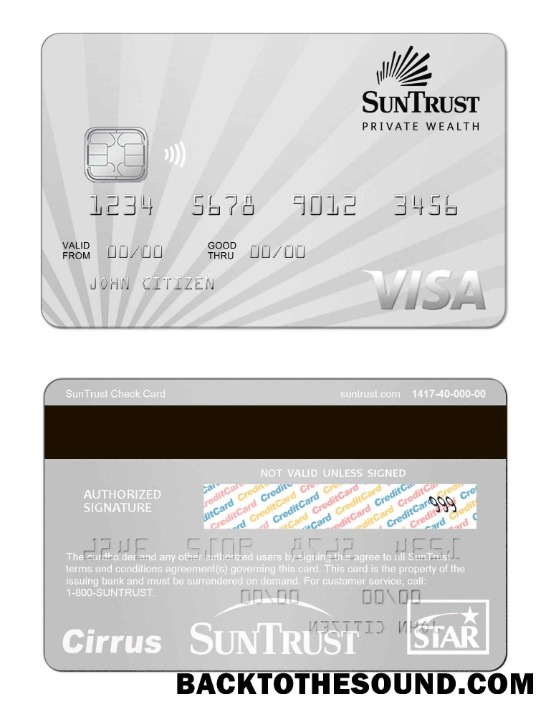 SUNTRUST
PRIVATE WEALTH
1234 5678 9012 3456
VALID FROM 00/00 GOOD THRU 00/00
JOHN CITIZEN
VISA
SunTrust Check Card suntrust.com 1417-40-000-00
NOT VALID UNLESS SIGNED
AUTHORIZED
SIGNATURE
CreditCard CreditCard CreditCard CreditCard CreditCard
999
The cardholder and any other authorized users by signing this agree to all SunTrust
terms and conditions agreement(s) governing this card. This card is the property of the
issuing bank and must be surrendered on demand. For customer service, call:
1-800-SUNTRUST.
Cirrus SUNTRUST STAR
BACKTOTHESOUND.COM